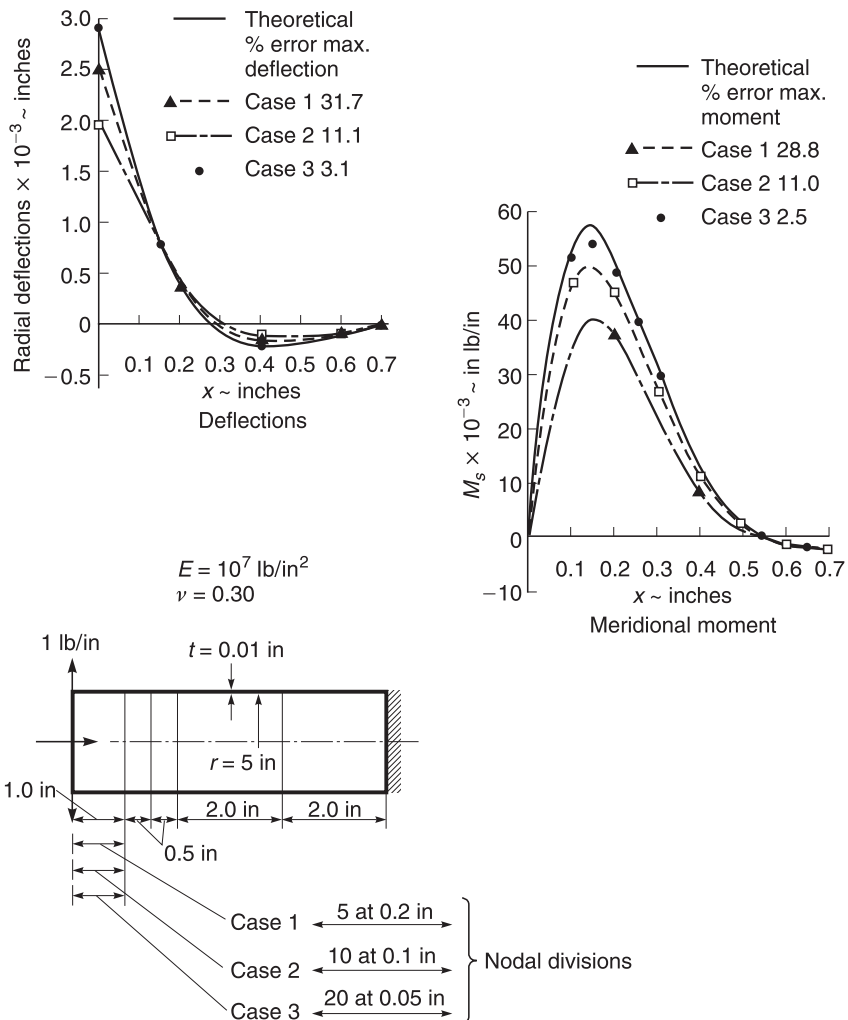 Theoretical
% error max.
deflection
Case 1 31.7
Case 2 11.1
Case 3 3.1
Radial deflections × 10⁻³ ~ inches
3.0
2.5
2.0
1.5
1.0
0.5
0
−0.5
0.1 0.2 0.3 0.4 0.5 0.6 0.7
x ~ inches
Deflections
Theoretical
% error max.
moment
Case 1 28.8
Case 2 11.0
Case 3 2.5
Mₛ × 10⁻³ ~ in lb/in
60
50
40
30
20
10
0
−10
0.1 0.2 0.3 0.4 0.5 0.6 0.7
x ~ inches
Meridional moment
E = 10⁷ lb/in²
ν = 0.30
1 lb/in
t = 0.01 in
r = 5 in
1.0 in
2.0 in 2.0 in
0.5 in
Case 1 5 at 0.2 in
Case 2 10 at 0.1 in
Case 3 20 at 0.05 in
Nodal divisions